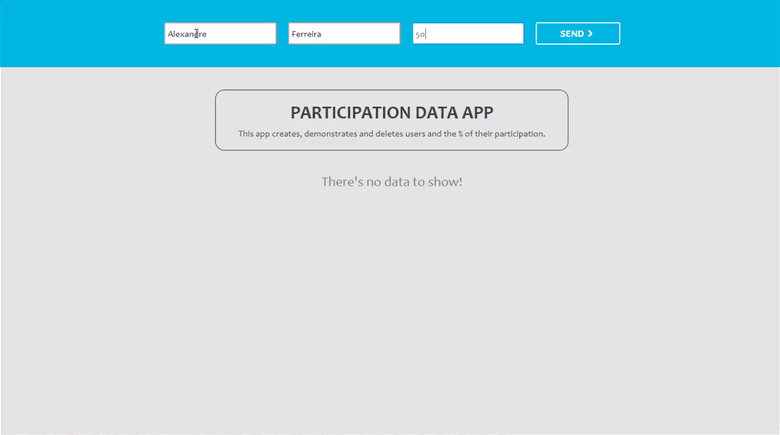 Alexandre Ferreira 50 SEND
PARTICIPATION DATA APP
This app creates, demonstrates and deletes users and the % of their participation.
There's no data to show!